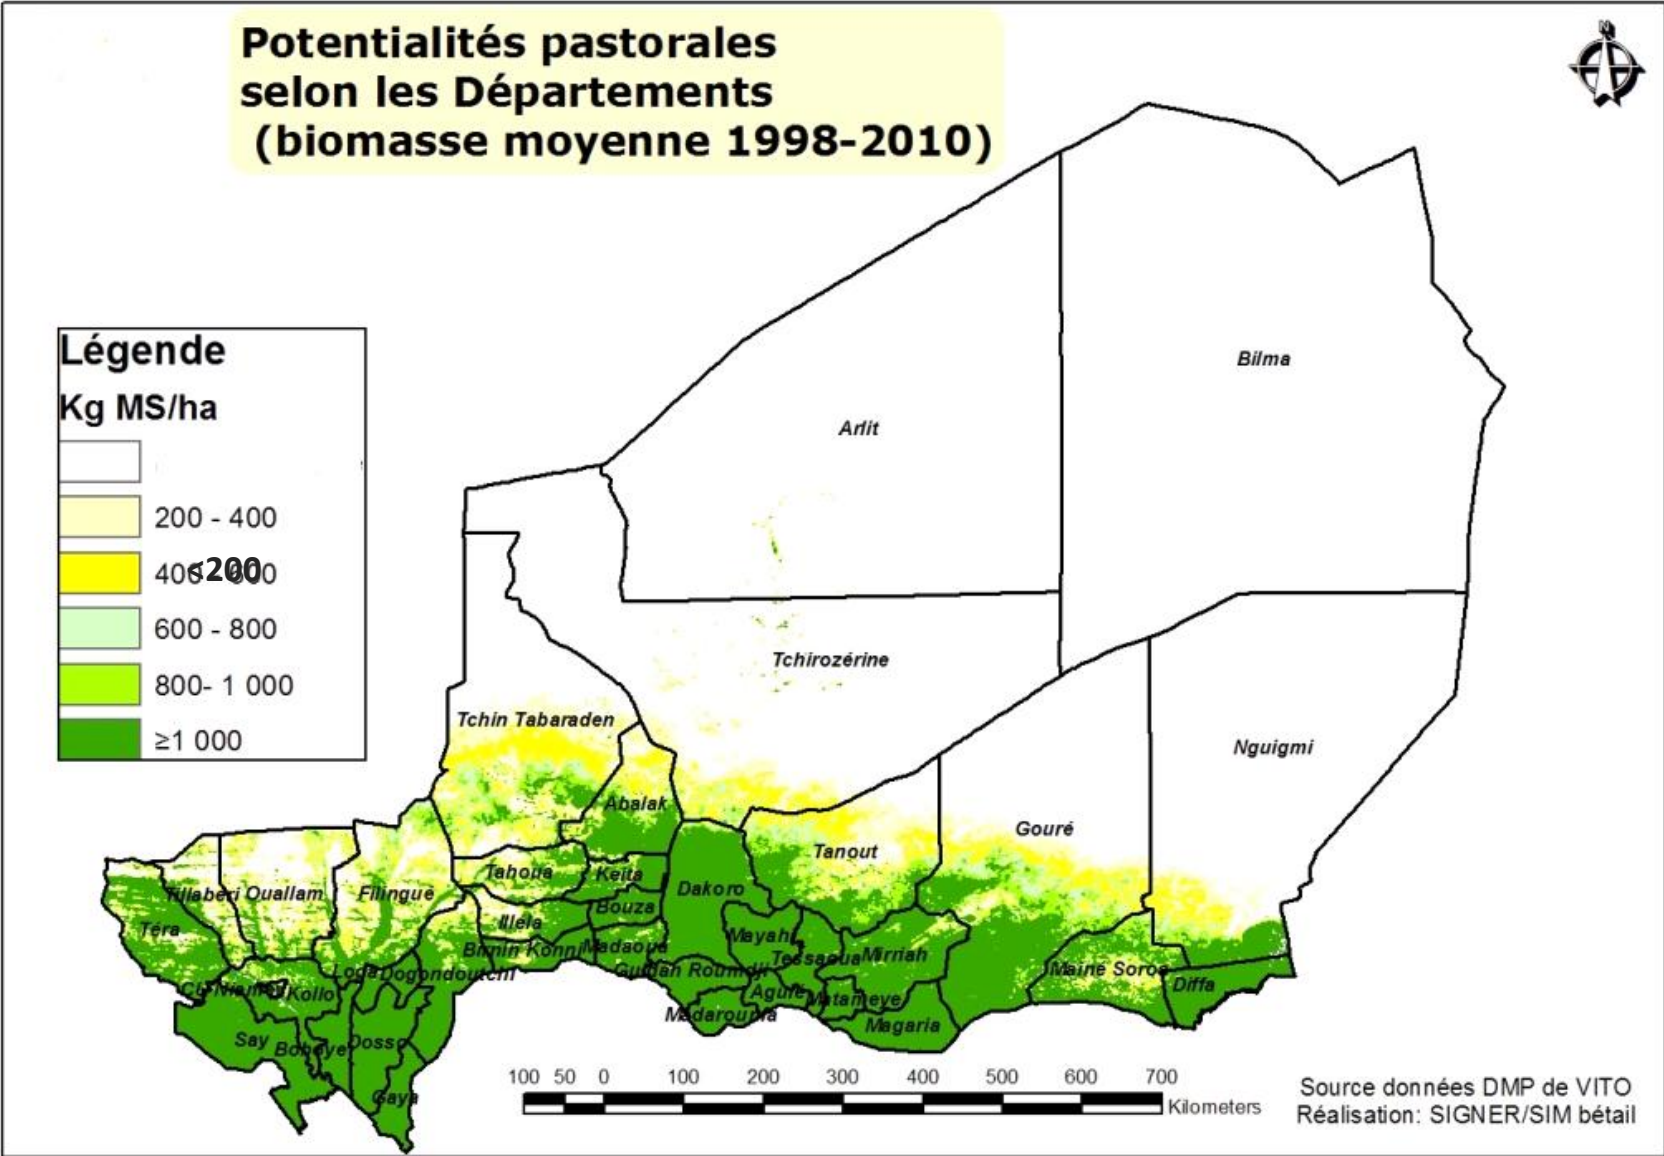 Potentialités pastorales
selon les Départements
(biomasse moyenne 1998-2010)
N
Légende
Kg MS/ha
200 - 400
400 - 600
<200
600 - 800
800- 1 000
≥1 000
Bilma
Arlit
Tchirozérine
Tchin Tabaraden
Nguigmi
Abalak
Gouré
Tanout
Tahoua
Keita
Dakoro
Tillabéri
Ouallam
Filingué
Bouza
Illéla
Téra
Mayahi
Birnin Konni
Madaoua
Tessaoua
Mirriah
Guidan Roumdji
Maine Soroa
Loga
Dogondoutchi
Diffa
Kollo
Aguié
Matameye
Madarounfa
Magaria
Say
Boboye
Dosso
Gaya
100 50 0 100 200 300 400 500 600 700
Kilometers
Source données DMP de VITO
Réalisation: SIGNER/SIM bétail